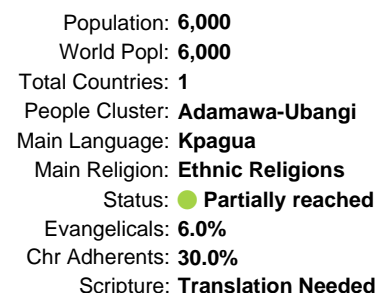 Population: 6,000
World Popl: 6,000
Total Countries: 1
People Cluster: Adamawa-Ubangi
Main Language: Kpagua
Main Religion: Ethnic Religions
Status: Partially reached
Evangelicals: 6.0%
Chr Adherents: 30.0%
Scripture: Translation Needed